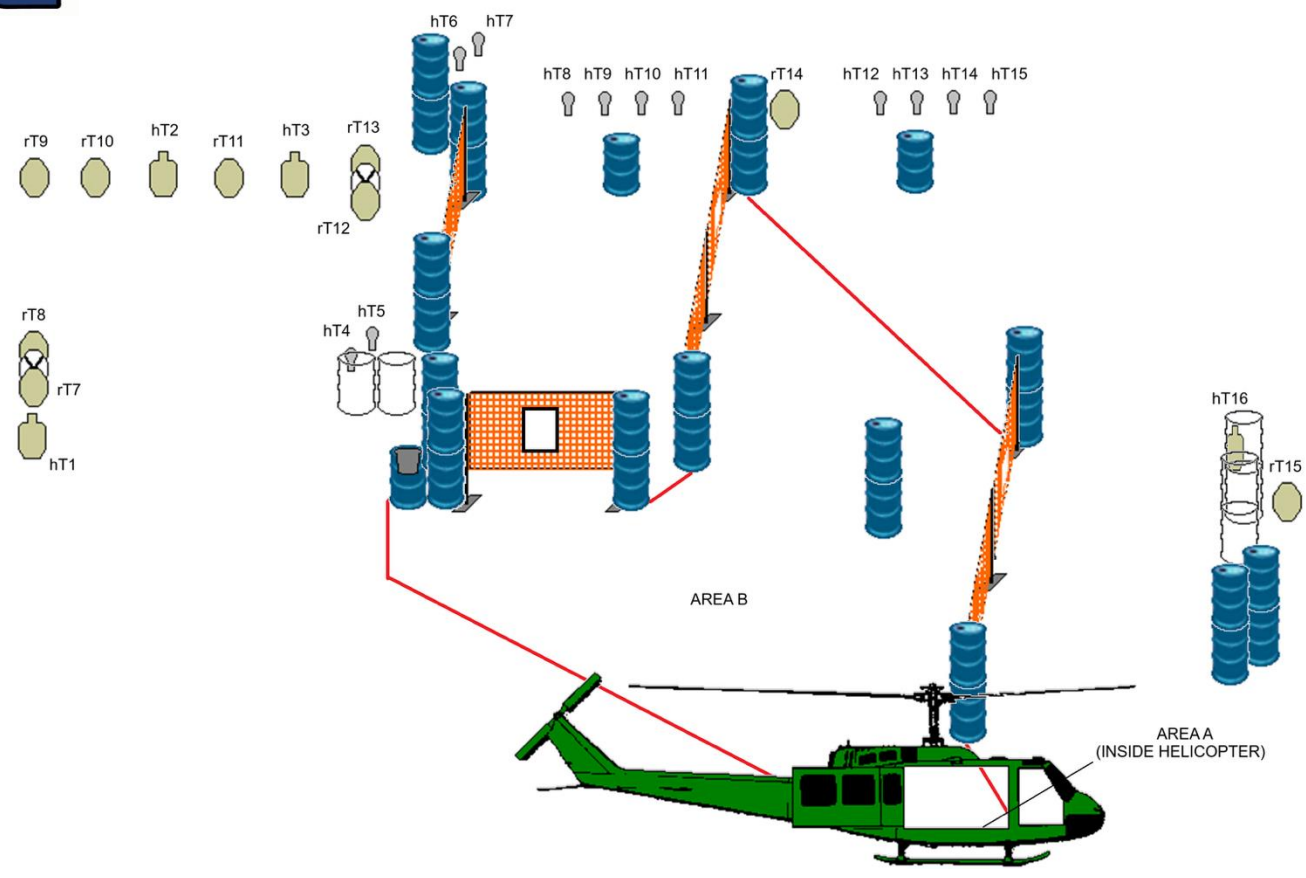 hT6
hT7
hT8
hT9
hT10
hT11
rT14
hT12
hT13
hT14
hT15
rT9
rT10
hT2
rT11
hT3
rT13
rT12
rT8
hT5
hT4
rT7
hT1
hT16
rT15
AREA B
AREA A
(INSIDE HELICOPTER)